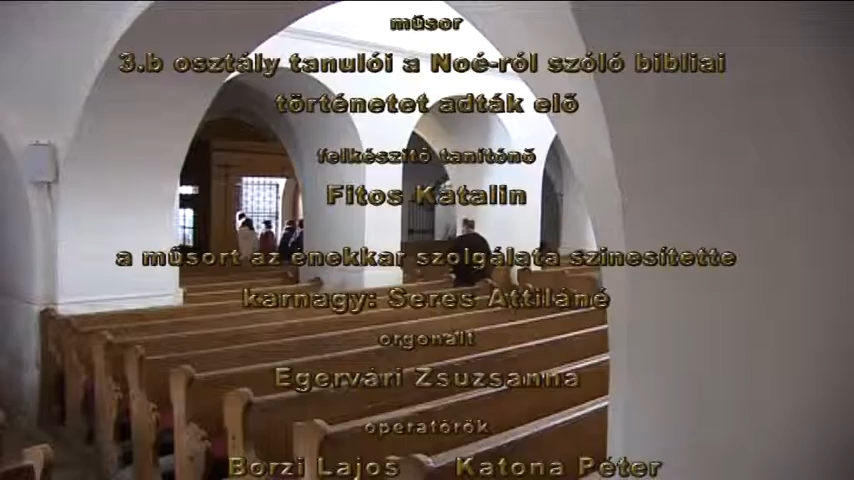 műsor
3.b osztály tanulói a Noé-ról szóló bibliai
történetet adták elő
felkészítő tanítónő
Fitos Katalin
a műsort az énekkar szolgálata szinesítette
karnagy: Seres Attiláné
orgonált
Egervári Zsuzsanna
operatőrök
Borzi Lajos - Katona Péter